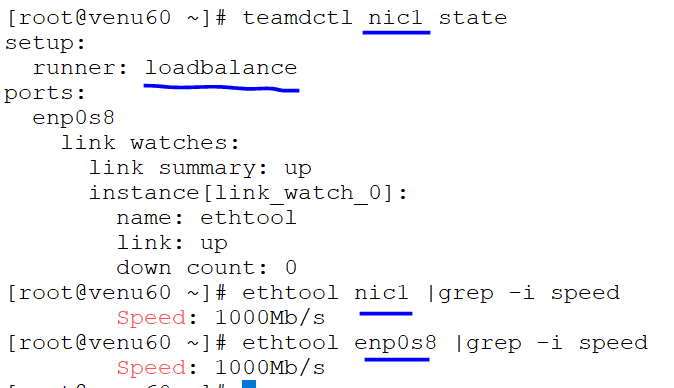 [root@venu60 ~]# teamdctl nic1 state
setup:
  runner: loadbalance
ports:
  enp0s8
    link watches:
      link summary: up
      instance[link_watch_0]:
        name: ethtool
        link: up
        down count: 0
[root@venu60 ~]# ethtool nic1 |grep -i speed
        Speed: 1000Mb/s
[root@venu60 ~]# ethtool enp0s8 |grep -i speed
        Speed: 1000Mb/s